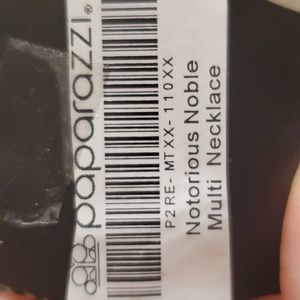 paparazzi®
P2RE-MTXX-110XX
Notorious Noble
Multi Necklace